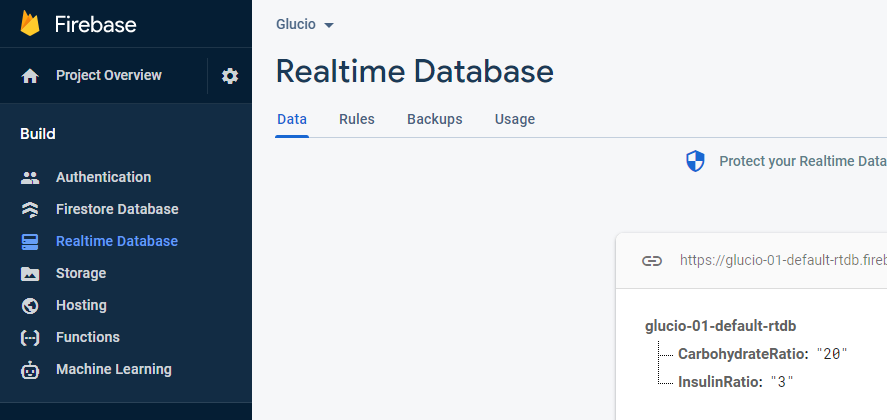 Firebase
Project Overview
Build
Authentication
Firestore Database
Realtime Database
Storage
Hosting
Functions
Machine Learning
Glucio
Realtime Database
Data Rules Backups Usage
Protect your Realtime Data
https://glucio-01-default-rtdb.fireb
glucio-01-default-rtdb
CarbohydrateRatio: "20"
InsulinRatio: "3"